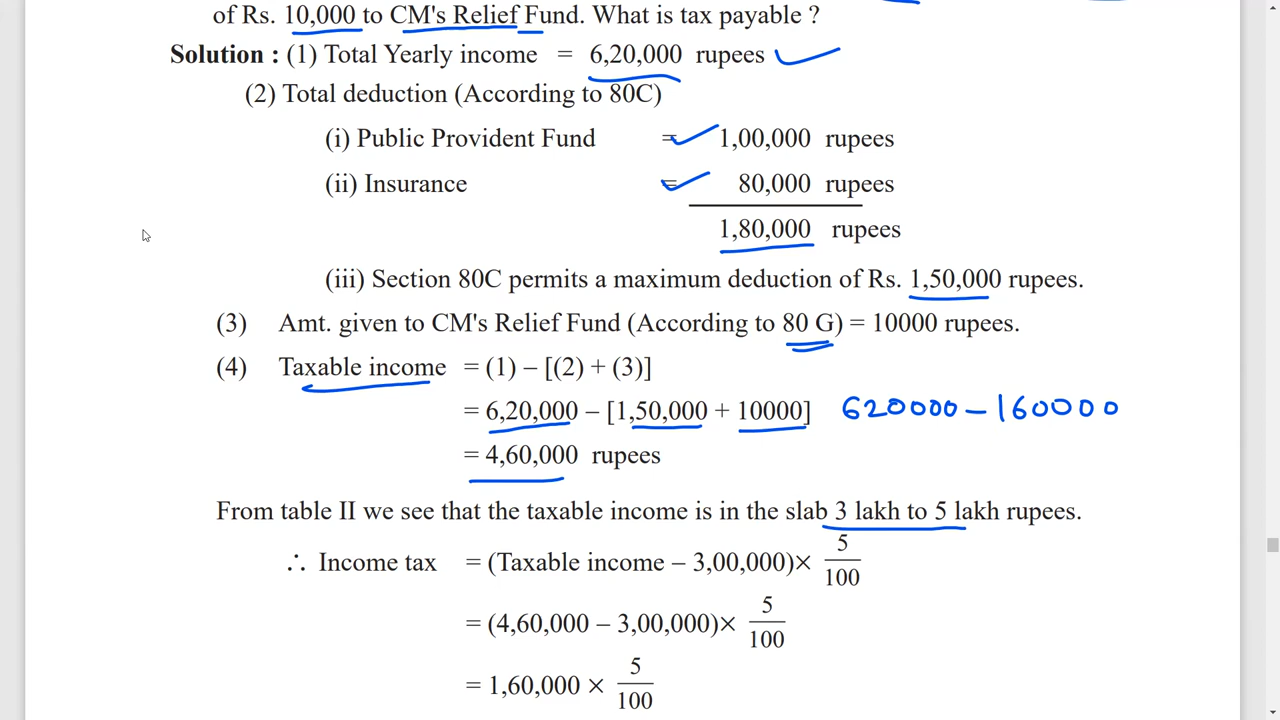 of Rs. 10,000 to CM's Relief Fund. What is tax payable ?
Solution : (1) Total Yearly income = 6,20,000 rupees
(2) Total deduction (According to 80C)
(i) Public Provident Fund = 1,00,000 rupees
(ii) Insurance = 80,000 rupees
1,80,000 rupees
(iii) Section 80C permits a maximum deduction of Rs. 1,50,000 rupees.
(3) Amt. given to CM's Relief Fund (According to 80 G) = 10000 rupees.
(4) Taxable income = (1) – [(2) + (3)]
= 6,20,000 – [1,50,000 + 10000] 620000 – 160000
= 4,60,000 rupees
From table II we see that the taxable income is in the slab 3 lakh to 5 lakh rupees.
∴ Income tax = (Taxable income – 3,00,000)× 5/100
= (4,60,000 – 3,00,000)× 5/100
= 1,60,000 × 5/100